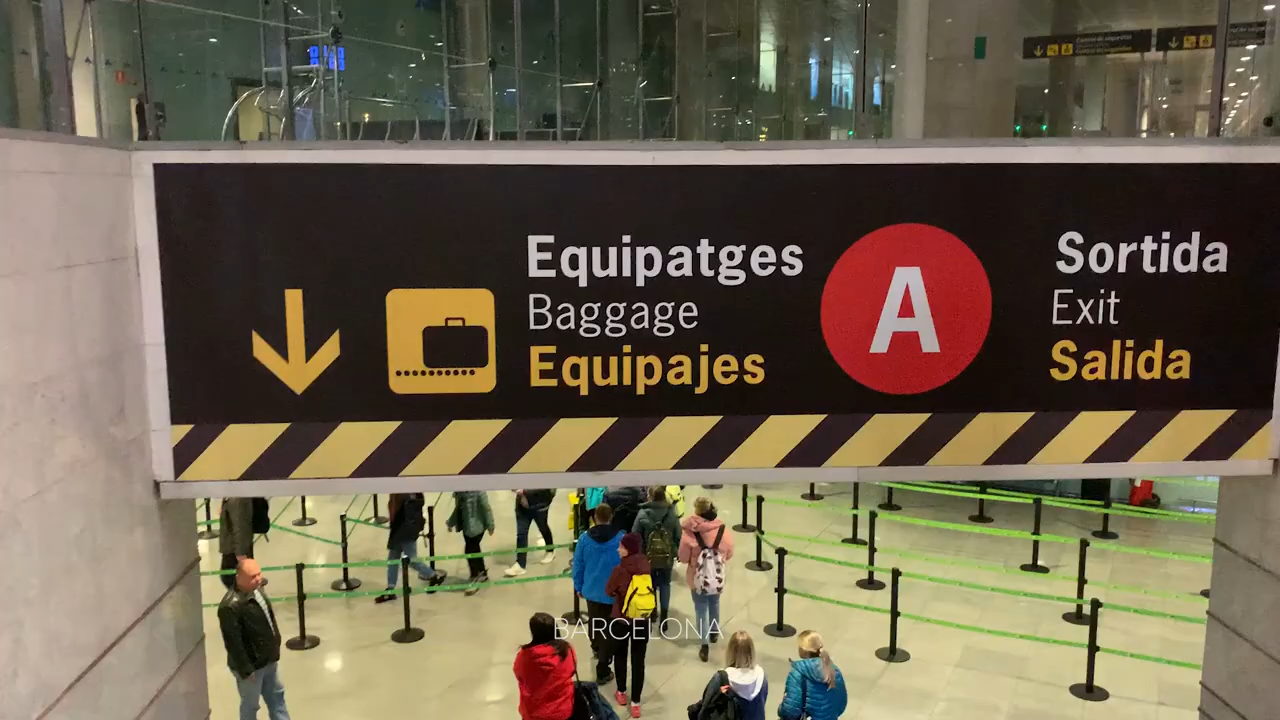 Equipatges
Baggage
Equipajes
A
Sortida
Exit
Salida
BARCELONA